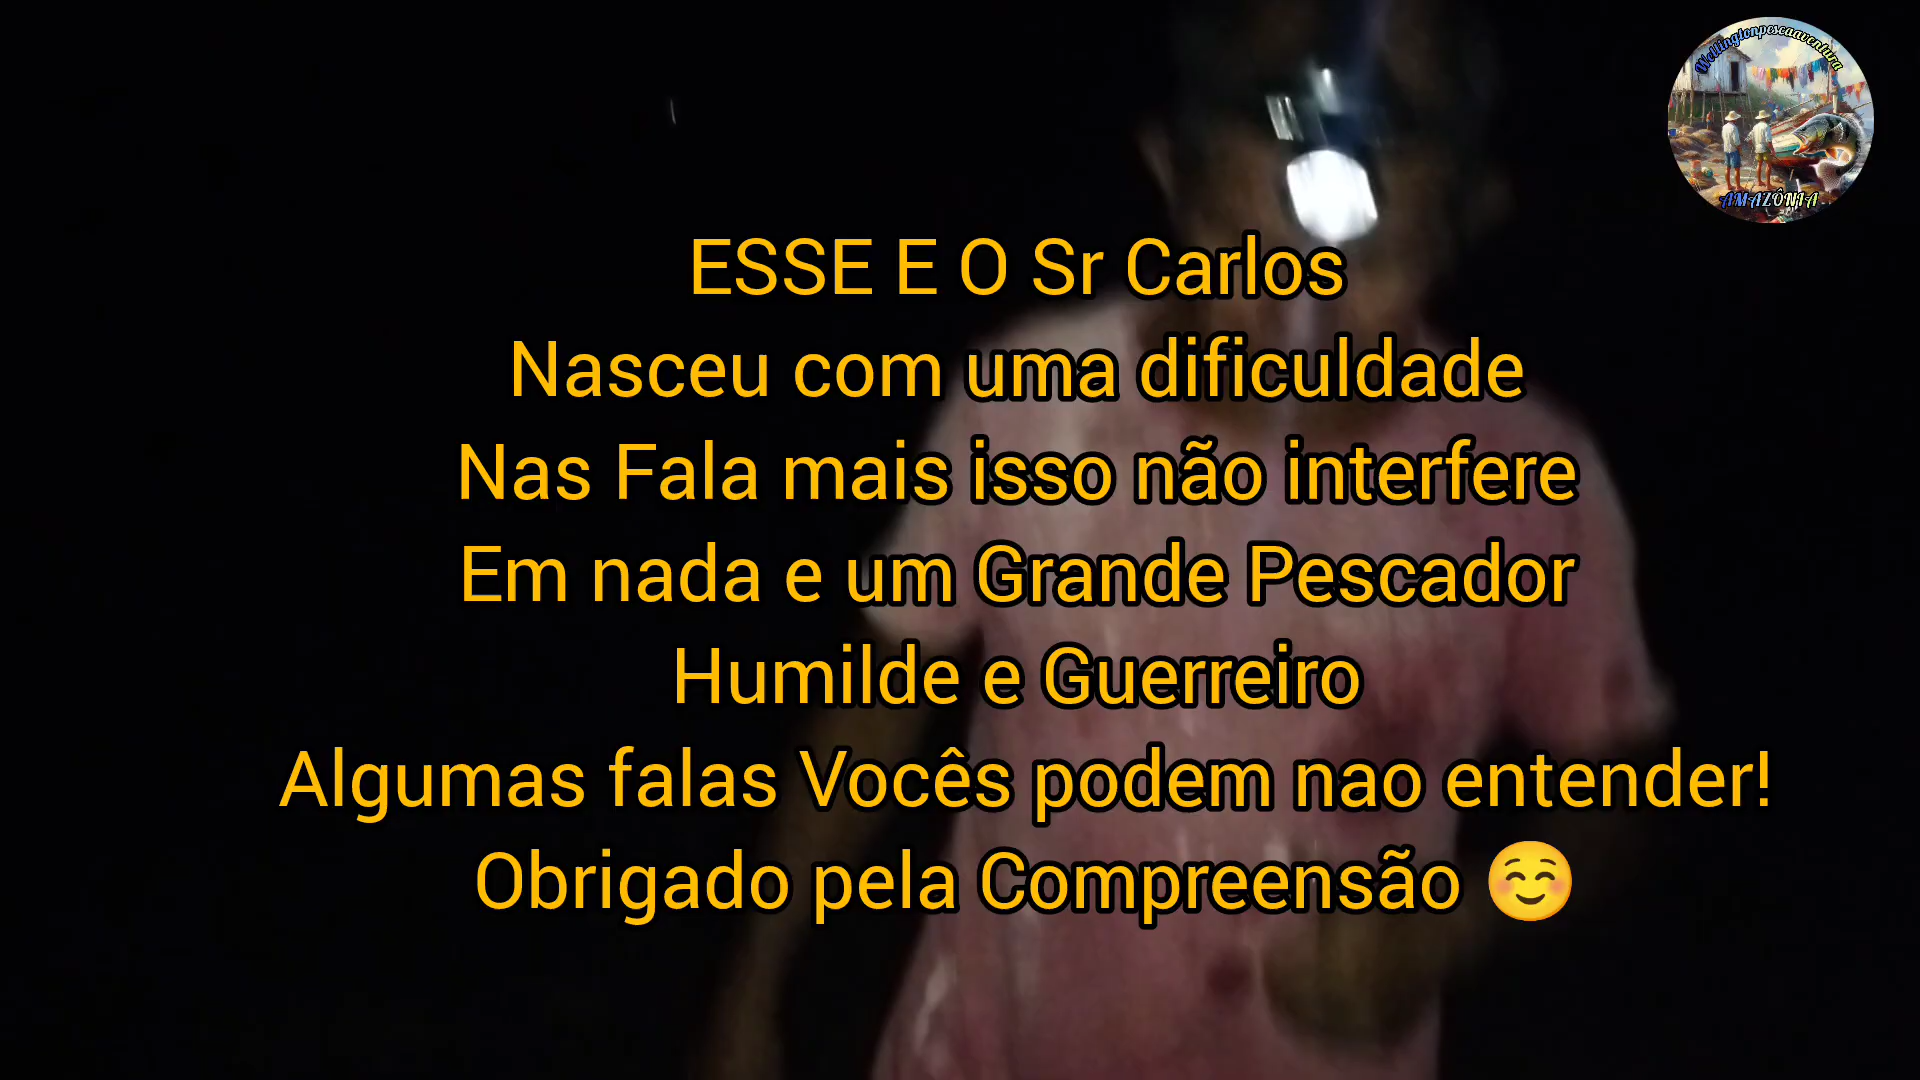 Wellingtonpescaaventura
AMAZÔNIA
ESSE E O Sr Carlos
Nasceu com uma dificuldade
Nas Fala mais isso não interfere
Em nada e um Grande Pescador
Humilde e Guerreiro
Algumas falas Vocês podem nao entender!
Obrigado pela Compreensão ☺️